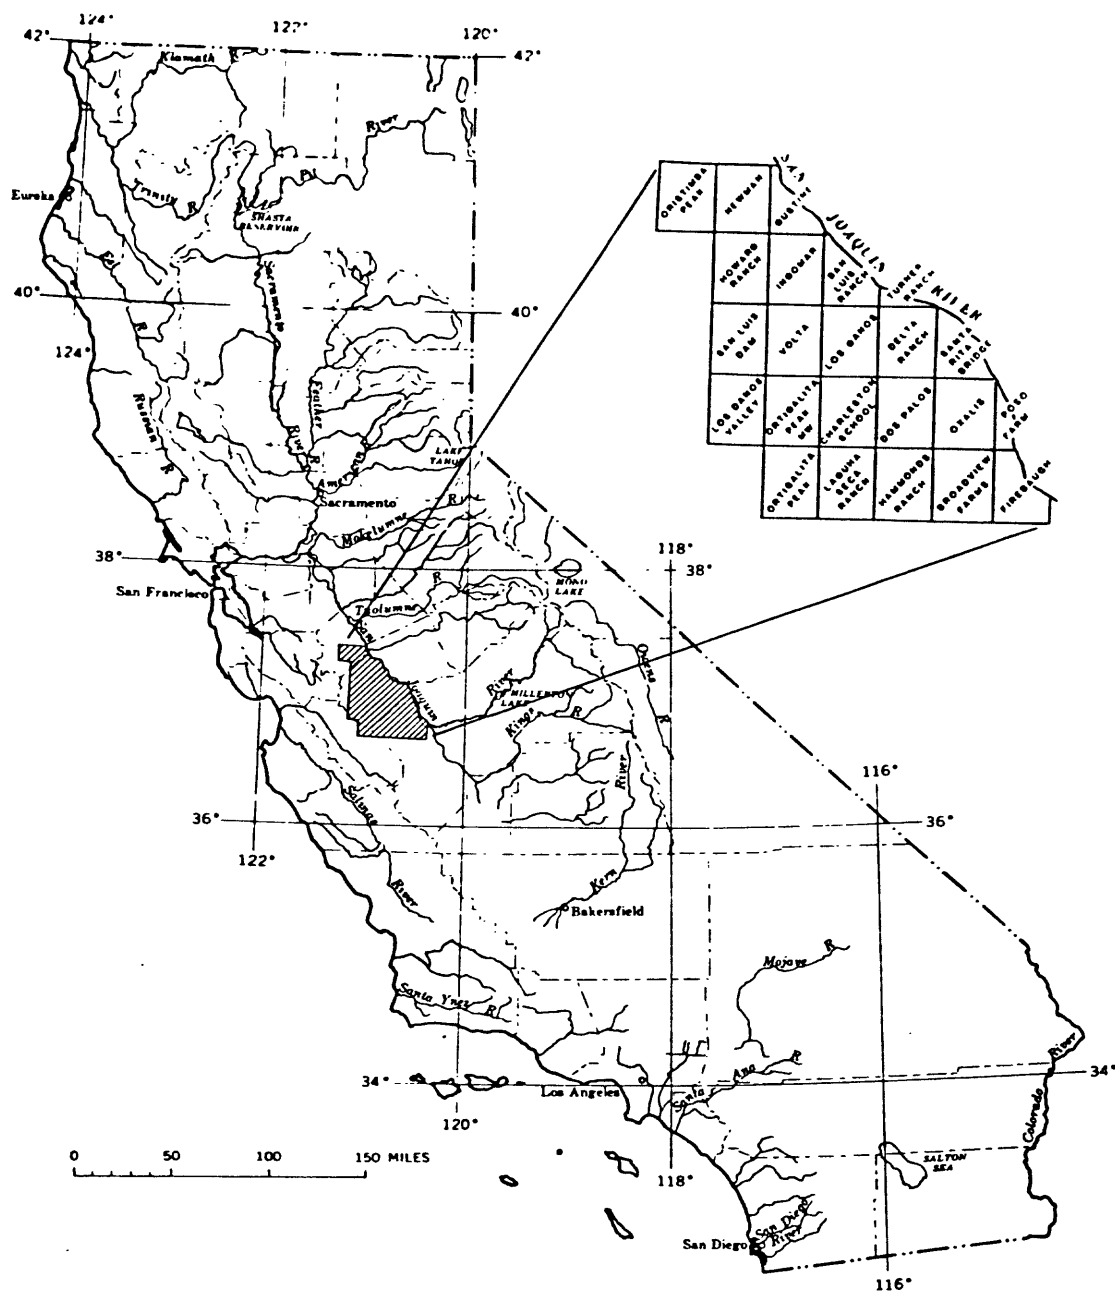 124°
122°
120°
42°
42°
Klamath
R
River
Pit
Eureka
Trinity R
SHASTA
RESERVOIR
Eel
R
Sacramento
River
40°
40°
124°
Feather
R
Russian
R
American
LAKE
TAHOE
Sacramento
Mokelumne R
38°
118°
38°
San Francisco
MONO
LAKE
Tuolumne R
San
Joaquin
River
MILLERTON
LAKE
Kings R
Owens
R
River
Kern
116°
36°
36°
122°
Salinas
River
Bakersfield
Mojave R
Santa Ynez R
34°
34°
Los Angeles
Santa Ana R
River
Colorado
120°
118°
0 50 100 150 MILES
SALTON
SEA
San Diego
River
San Diego
116°
SAN JOAQUIN RIVER
ORISTIMBA
PEAK
NEWMAN
GUSTINE
HOWARD
RANCH
INGOMAR
SAN
LUIS
RANCH
TURNER
RANCH
SAN LUIS
DAM
VOLTA
LOS BANOS
DELTA
RANCH
SANTA
RITA
BRIDGE
LOS BANOS
VALLEY
ORTIGALITA
PEAK
NW
CHARLESTON
SCHOOL
DOS PALOS
OXALIS
POSO
FARM
ORTIGALITA
PEAK
LAGUNA
SECA
RANCH
HAMMONDS
RANCH
BROADVIEW
FARMS
FIREBAUGH